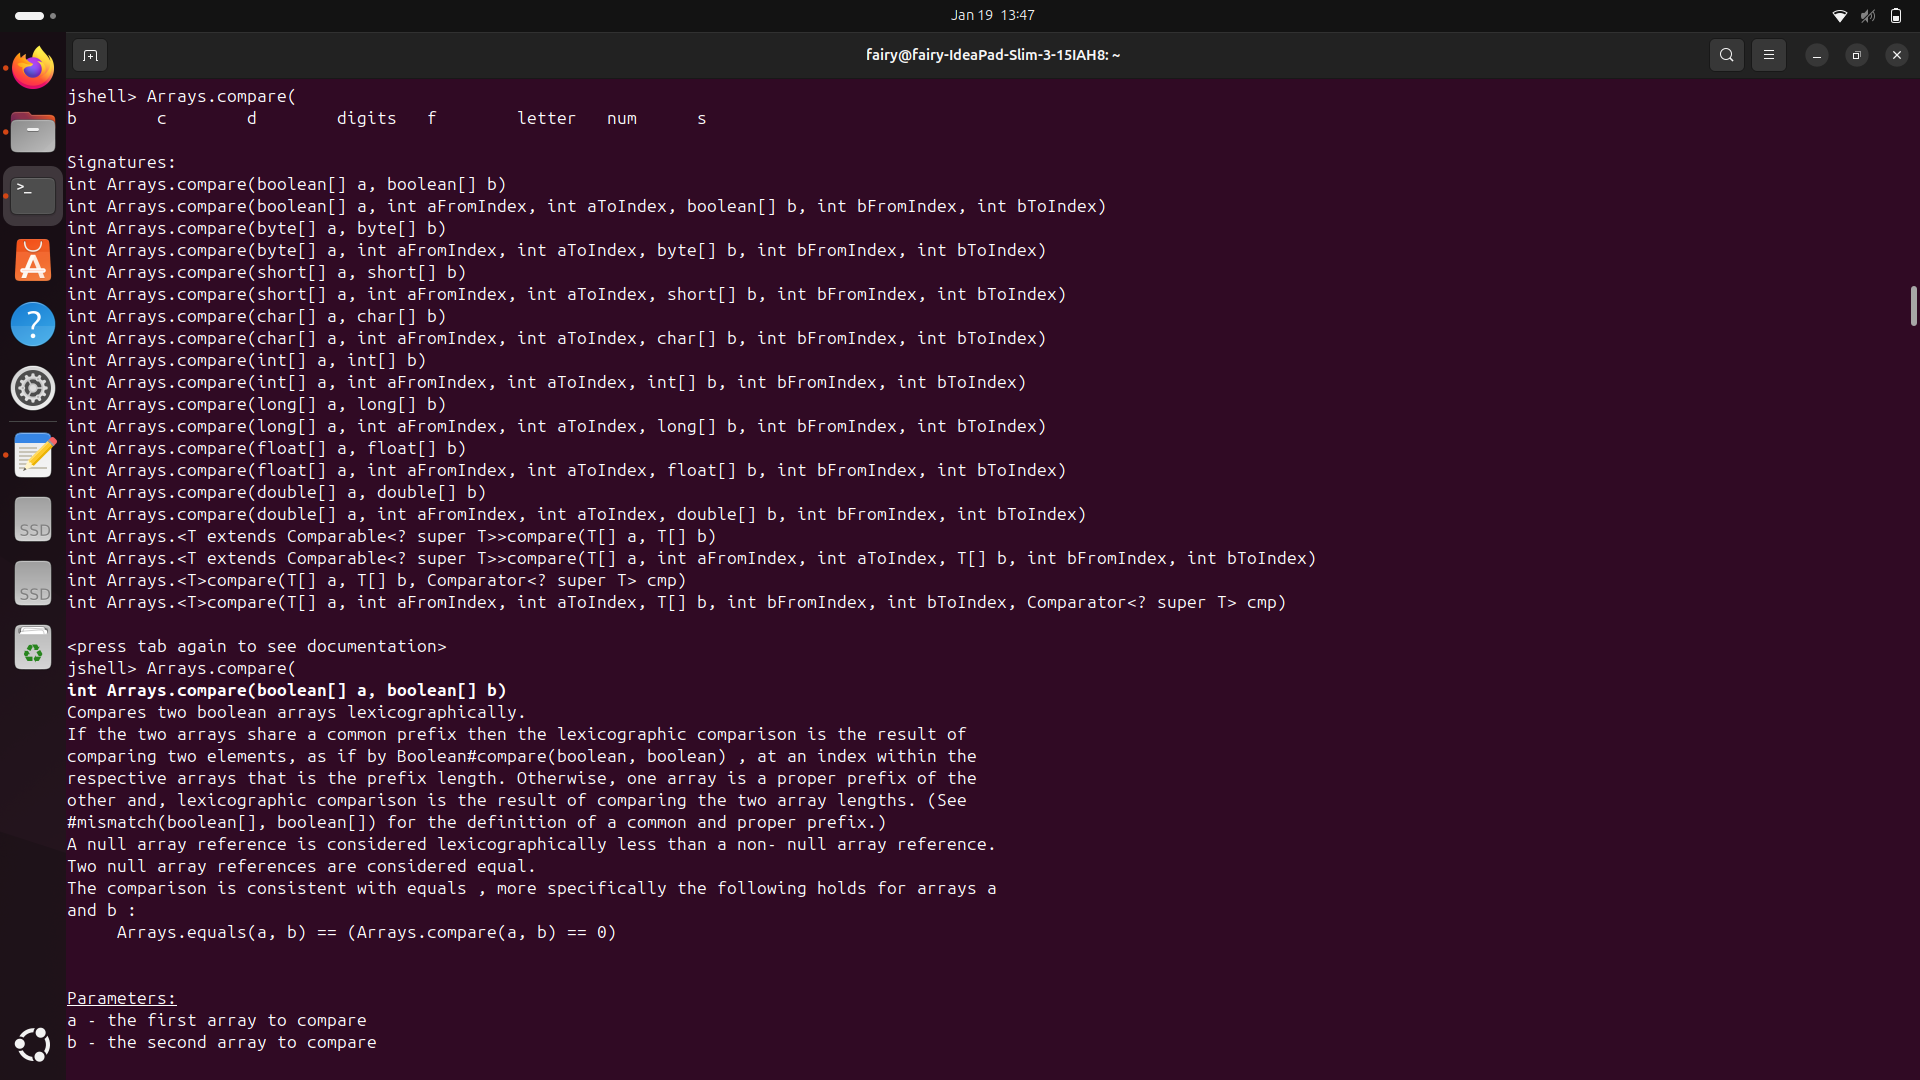 Jan 19 13:47
fairy@fairy-IdeaPad-Slim-3-15IAH8: ~
jshell> Arrays.compare(
b c d digits f letter num s
Signatures:
int Arrays.compare(boolean[] a, boolean[] b)
int Arrays.compare(boolean[] a, int aFromIndex, int aToIndex, boolean[] b, int bFromIndex, int bToIndex)
int Arrays.compare(byte[] a, byte[] b)
int Arrays.compare(byte[] a, int aFromIndex, int aToIndex, byte[] b, int bFromIndex, int bToIndex)
int Arrays.compare(short[] a, short[] b)
int Arrays.compare(short[] a, int aFromIndex, int aToIndex, short[] b, int bFromIndex, int bToIndex)
int Arrays.compare(char[] a, char[] b)
int Arrays.compare(char[] a, int aFromIndex, int aToIndex, char[] b, int bFromIndex, int bToIndex)
int Arrays.compare(int[] a, int[] b)
int Arrays.compare(int[] a, int aFromIndex, int aToIndex, int[] b, int bFromIndex, int bToIndex)
int Arrays.compare(long[] a, long[] b)
int Arrays.compare(long[] a, int aFromIndex, int aToIndex, long[] b, int bFromIndex, int bToIndex)
int Arrays.compare(float[] a, float[] b)
int Arrays.compare(float[] a, int aFromIndex, int aToIndex, float[] b, int bFromIndex, int bToIndex)
int Arrays.compare(double[] a, double[] b)
int Arrays.compare(double[] a, int aFromIndex, int aToIndex, double[] b, int bFromIndex, int bToIndex)
int Arrays.<T extends Comparable<? super T>>compare(T[] a, T[] b)
int Arrays.<T extends Comparable<? super T>>compare(T[] a, int aFromIndex, int aToIndex, T[] b, int bFromIndex, int bToIndex)
int Arrays.<T>compare(T[] a, T[] b, Comparator<? super T> cmp)
int Arrays.<T>compare(T[] a, int aFromIndex, int aToIndex, T[] b, int bFromIndex, int bToIndex, Comparator<? super T> cmp)
<press tab again to see documentation>
jshell> Arrays.compare(
int Arrays.compare(boolean[] a, boolean[] b)
Compares two boolean arrays lexicographically.
If the two arrays share a common prefix then the lexicographic comparison is the result of
comparing two elements, as if by Boolean#compare(boolean, boolean) , at an index within the
respective arrays that is the prefix length. Otherwise, one array is a proper prefix of the
other and, lexicographic comparison is the result of comparing the two array lengths. (See
#mismatch(boolean[], boolean[]) for the definition of a common and proper prefix.)
A null array reference is considered lexicographically less than a non- null array reference.
Two null array references are considered equal.
The comparison is consistent with equals , more specifically the following holds for arrays a
and b :
Arrays.equals(a, b) == (Arrays.compare(a, b) == 0)
Parameters:
a - the first array to compare
b - the second array to compare
>_
A
?
SSD
SSD